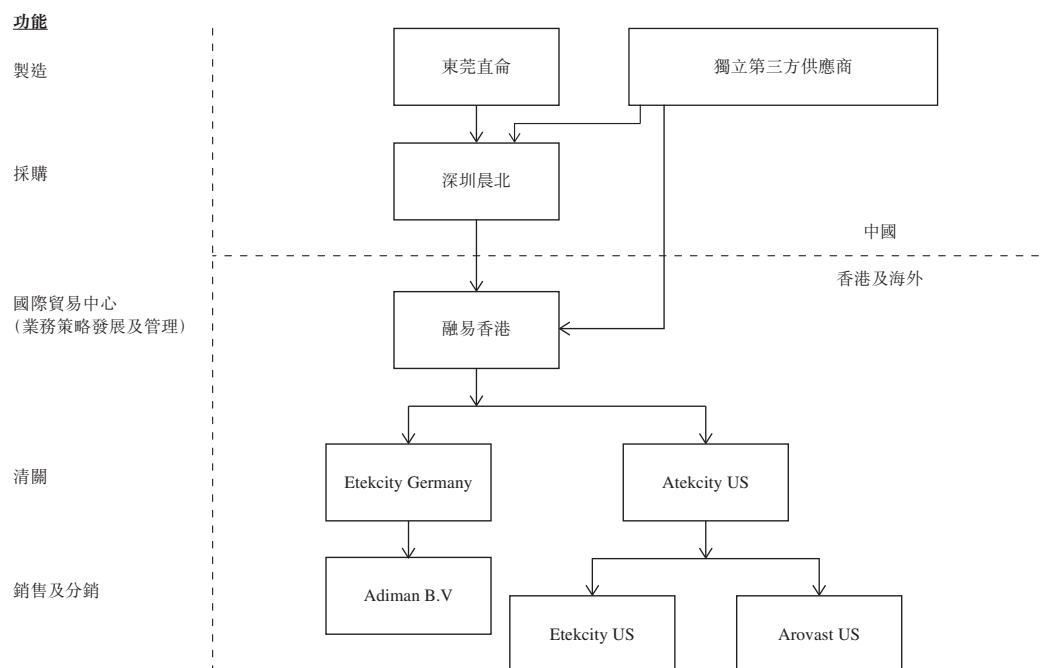 功能
製造
東莞直侖
獨立第三方供應商
採購
深圳晨北
中國
香港及海外
國際貿易中心
(業務策略發展及管理)
融易香港
清關
Etekcity Germany
Atekcity US
銷售及分銷
Adiman B.V
Etekcity US
Arovast US